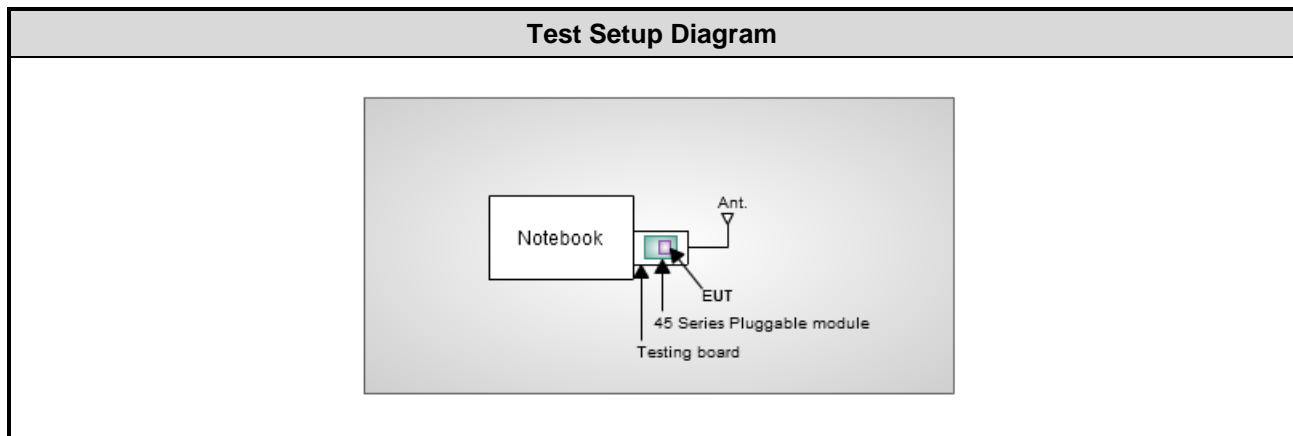 Test Setup Diagram
Ant.
Notebook
EUT
45 Series Pluggable module
Testing board